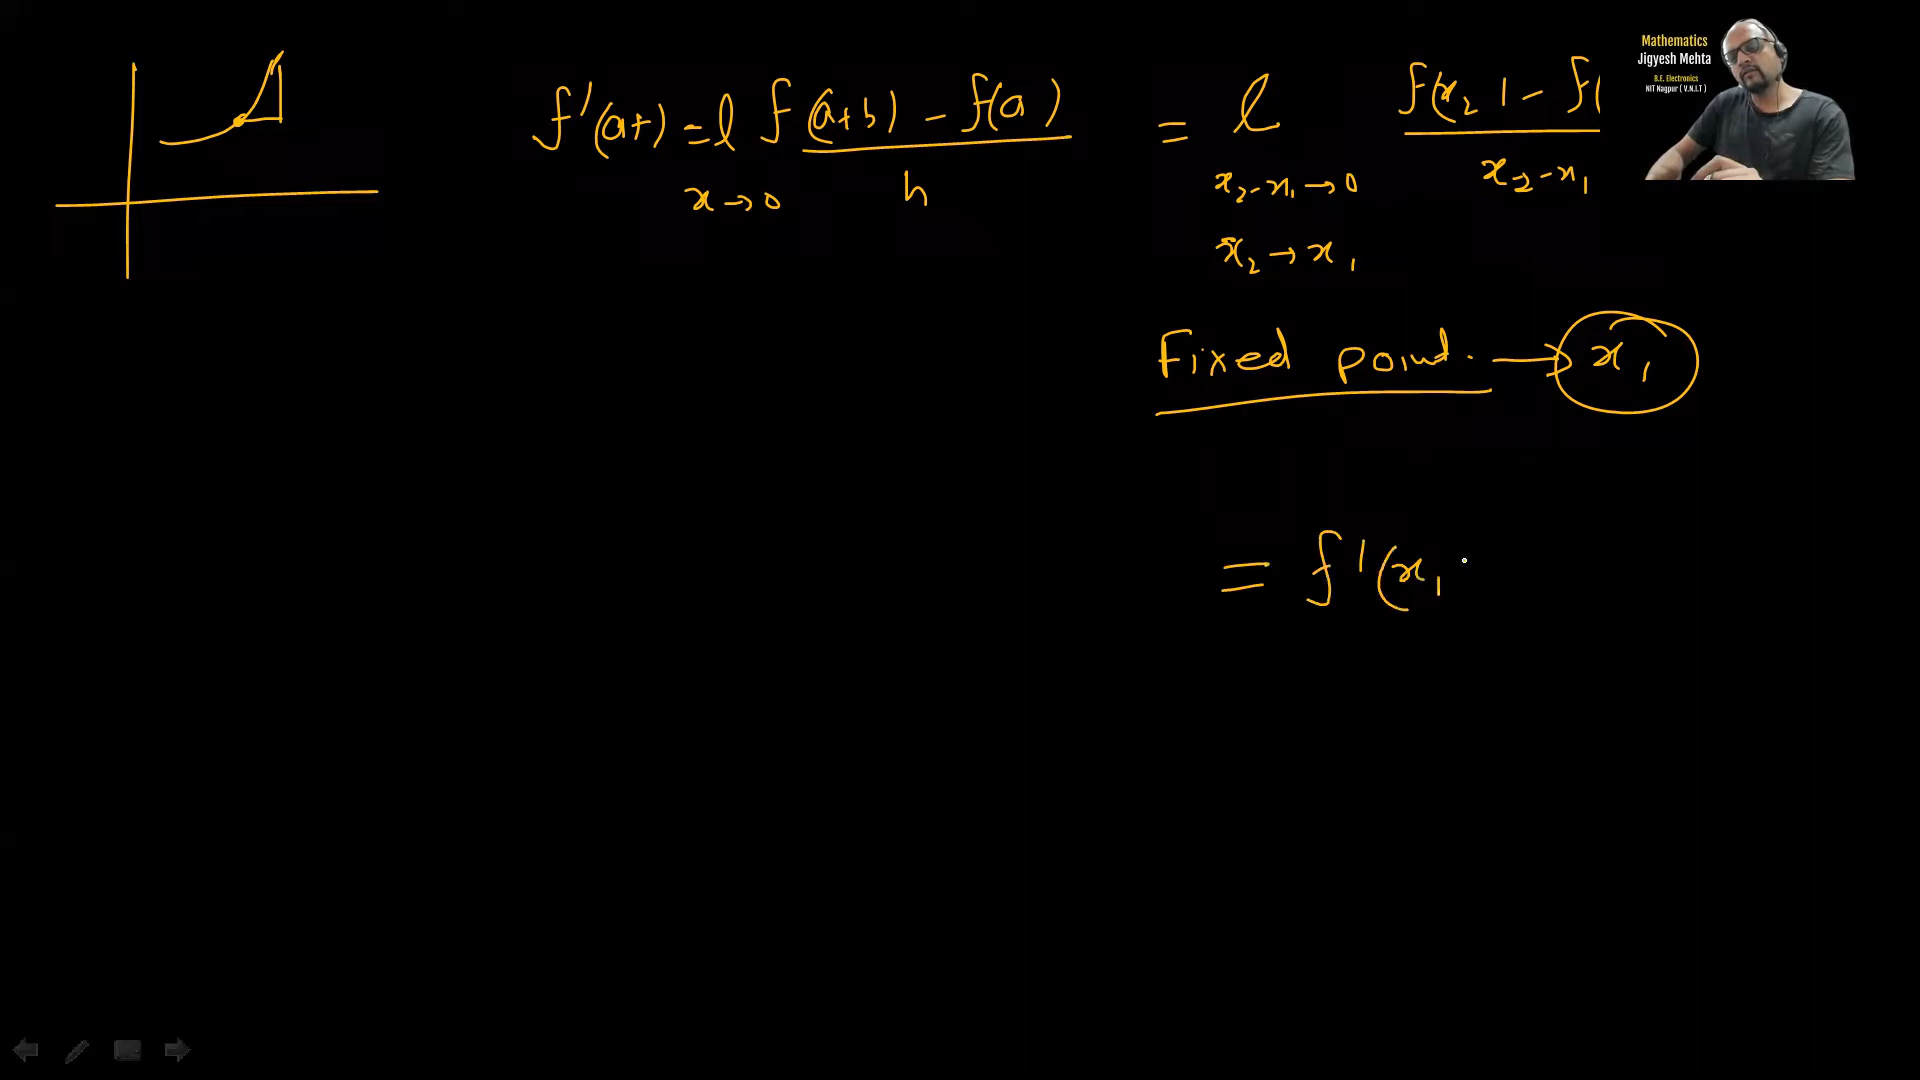 Mathematics
Jigyesh Mehta
B.E. Electronics
NIT Nagpur ( V.N.I.T )
f'(a+) = l f(a+h) - f(a) = l f(x₂) - f(
x→0 h x₂-x₁→0 x₂-x₁
x₂→x₁
Fixed point. → x₁
= f'(x₁